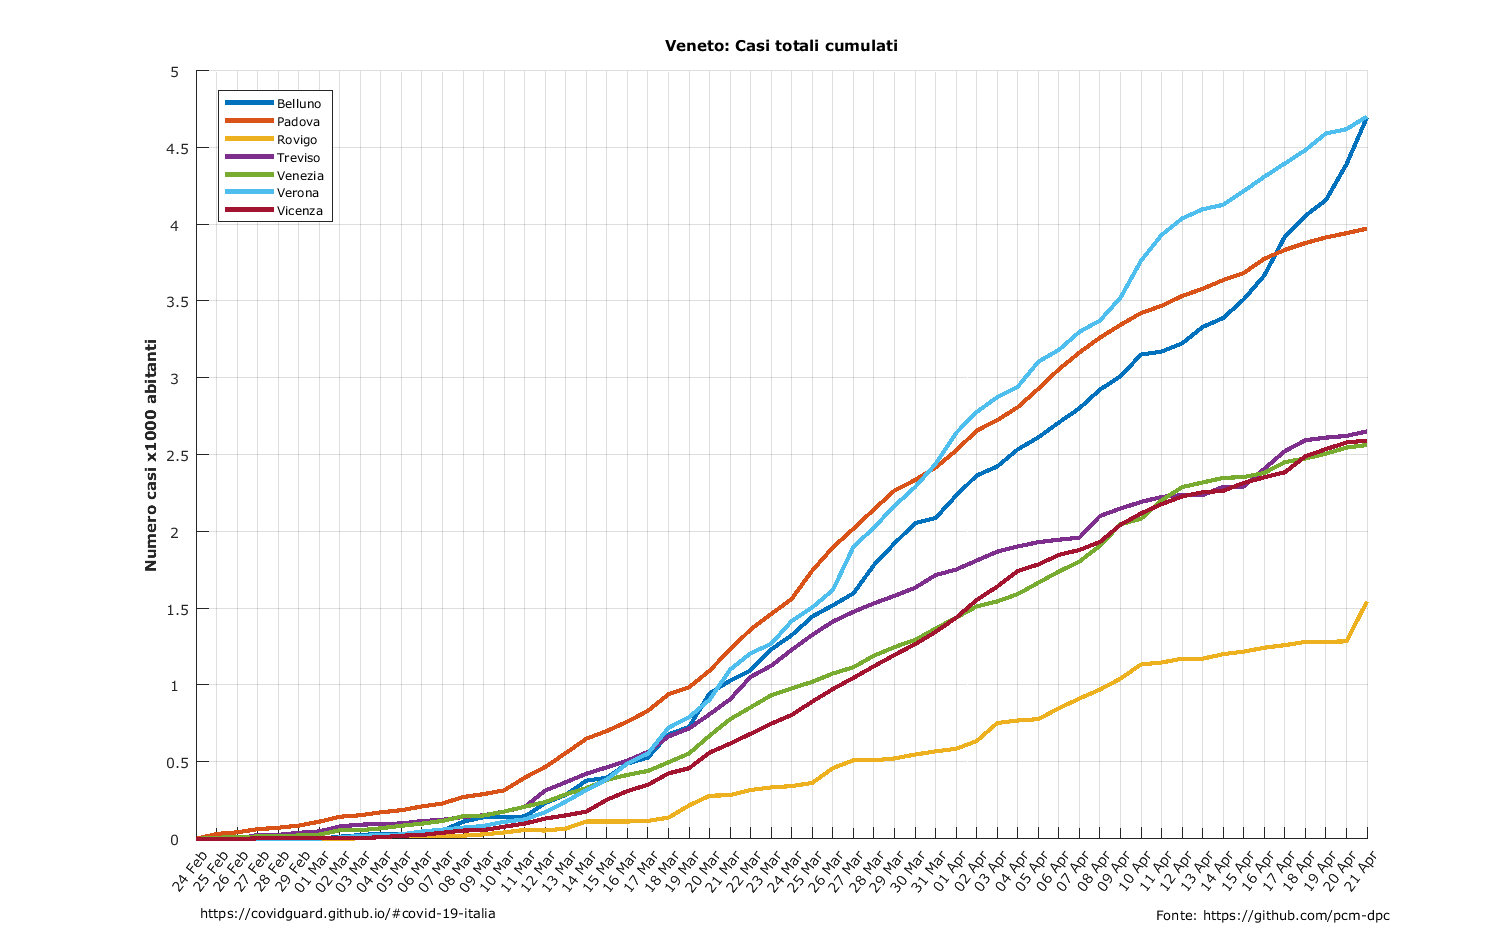 Veneto: Casi totali cumulati
Numero casi x1000 abitanti
5
4.5
4
3.5
3
2.5
2
1.5
1
0.5
0
Belluno
Padova
Rovigo
Treviso
Venezia
Verona
Vicenza
24 Feb
25 Feb
26 Feb
27 Feb
28 Feb
29 Feb
01 Mar
02 Mar
03 Mar
04 Mar
05 Mar
06 Mar
07 Mar
08 Mar
09 Mar
10 Mar
11 Mar
12 Mar
13 Mar
14 Mar
15 Mar
16 Mar
17 Mar
18 Mar
19 Mar
20 Mar
21 Mar
22 Mar
23 Mar
24 Mar
25 Mar
26 Mar
27 Mar
28 Mar
29 Mar
30 Mar
31 Mar
01 Apr
02 Apr
03 Apr
04 Apr
05 Apr
06 Apr
07 Apr
08 Apr
09 Apr
10 Apr
11 Apr
12 Apr
13 Apr
14 Apr
15 Apr
16 Apr
17 Apr
18 Apr
19 Apr
20 Apr
21 Apr
https://covidguard.github.io/#covid-19-italia
Fonte: https://github.com/pcm-dpc